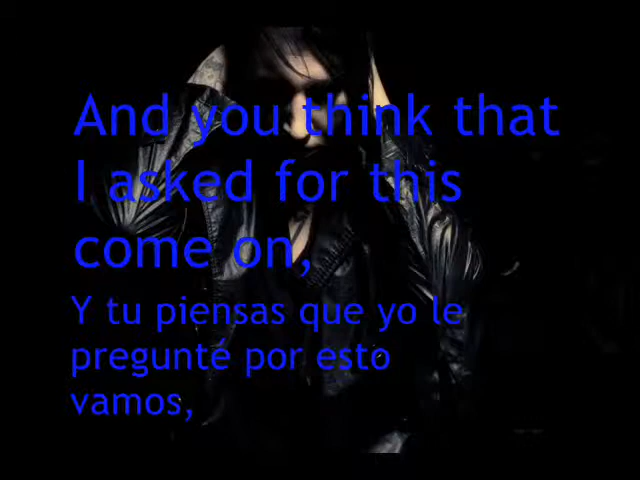 And you think that
I asked for this
come on,
Y tu piensas que yo le
pregunte por esto
vamos,